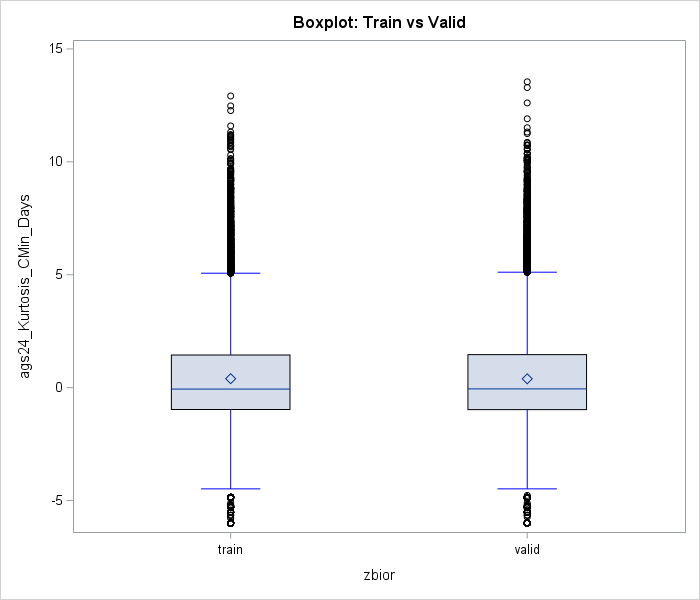 Boxplot: Train vs Valid
15
10
5
0
-5
ags24_Kurtosis_CMin_Days
train
valid
zbior